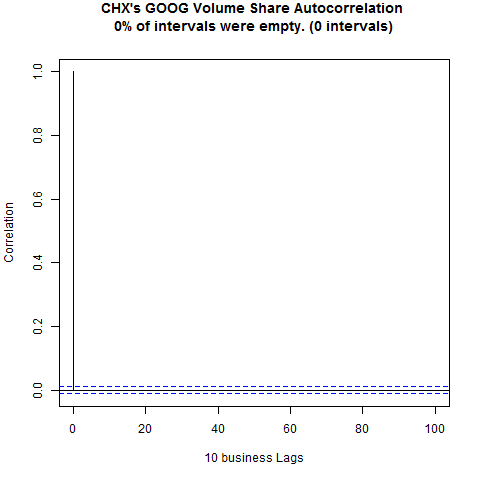 CHX's GOOG Volume Share Autocorrelation
0% of intervals were empty. (0 intervals)
Correlation
1.0
0.8
0.6
0.4
0.2
0.0
0 20 40 60 80 100
10 business Lags